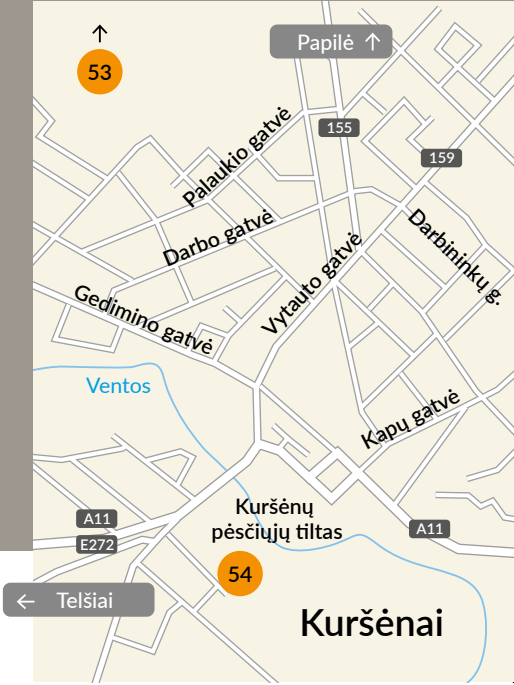 Papilė ↑
↑
53
155
159
Palaukio gatvė
Darbo gatvė
Darbininkų g.
Vytauto gatvė
Gedimino gatvė
Ventos
Kapų gatvė
A11
E272
Kuršėnų
pėsčiųjų tiltas
A11
54
← Telšiai
Kuršėnai